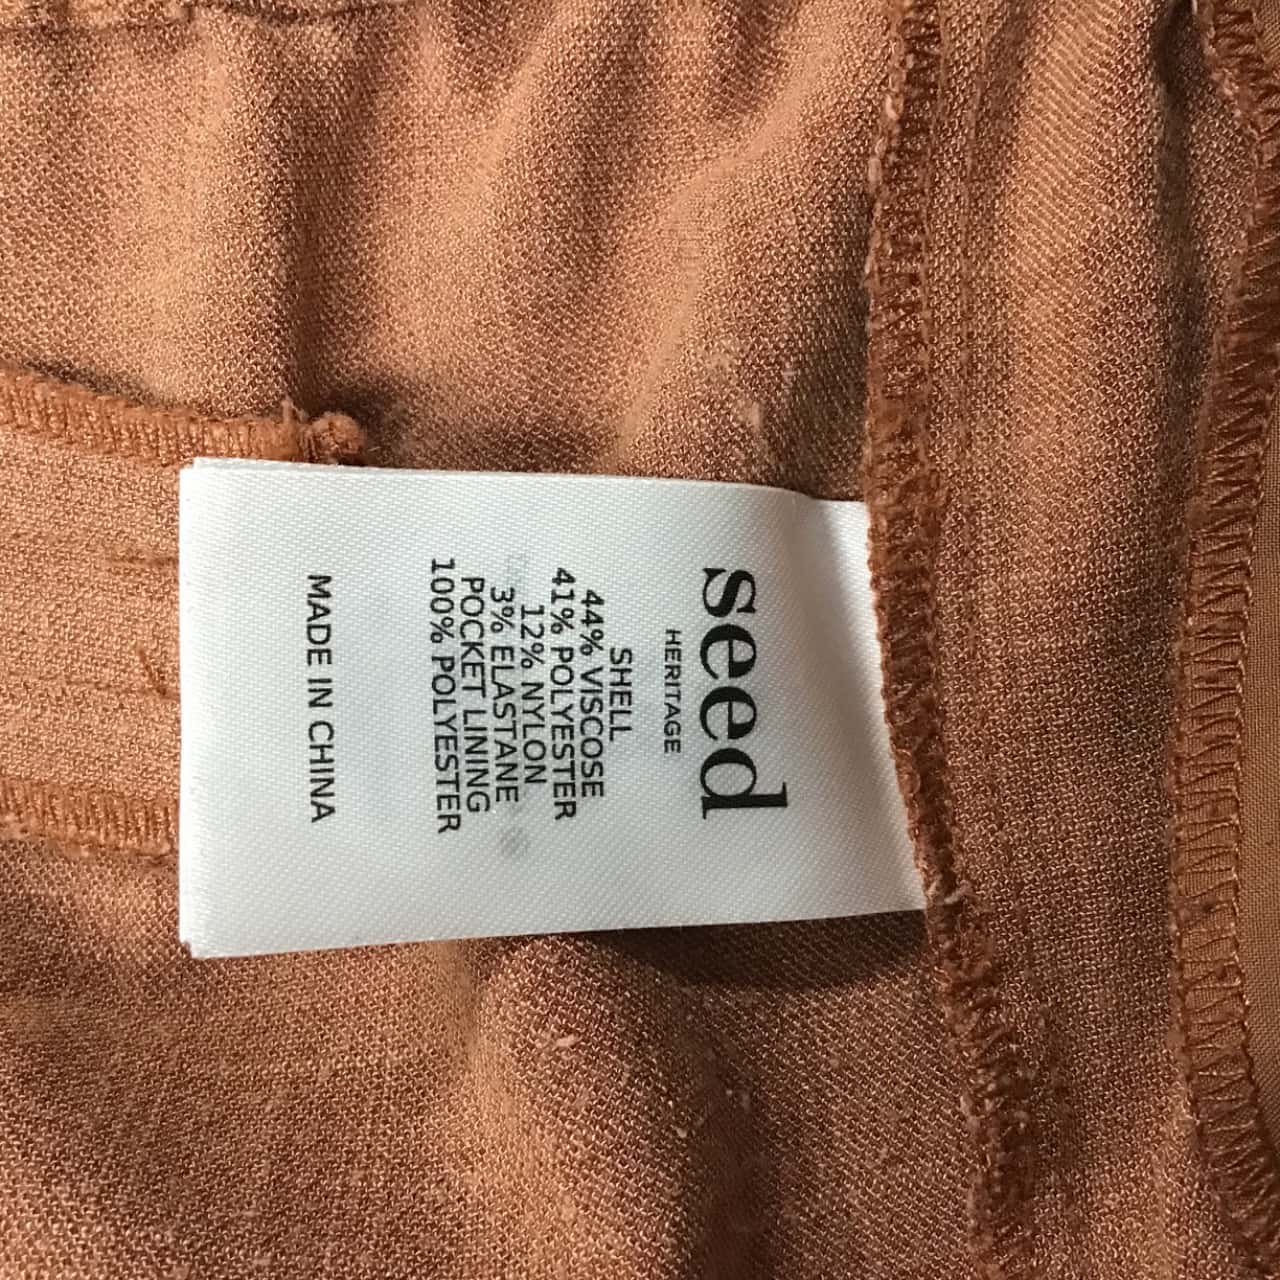 seed
HERITAGE
SHELL
44% VISCOSE
41% POLYESTER
12% NYLON
3% ELASTANE
POCKET LINING
100% POLYESTER
MADE IN CHINA